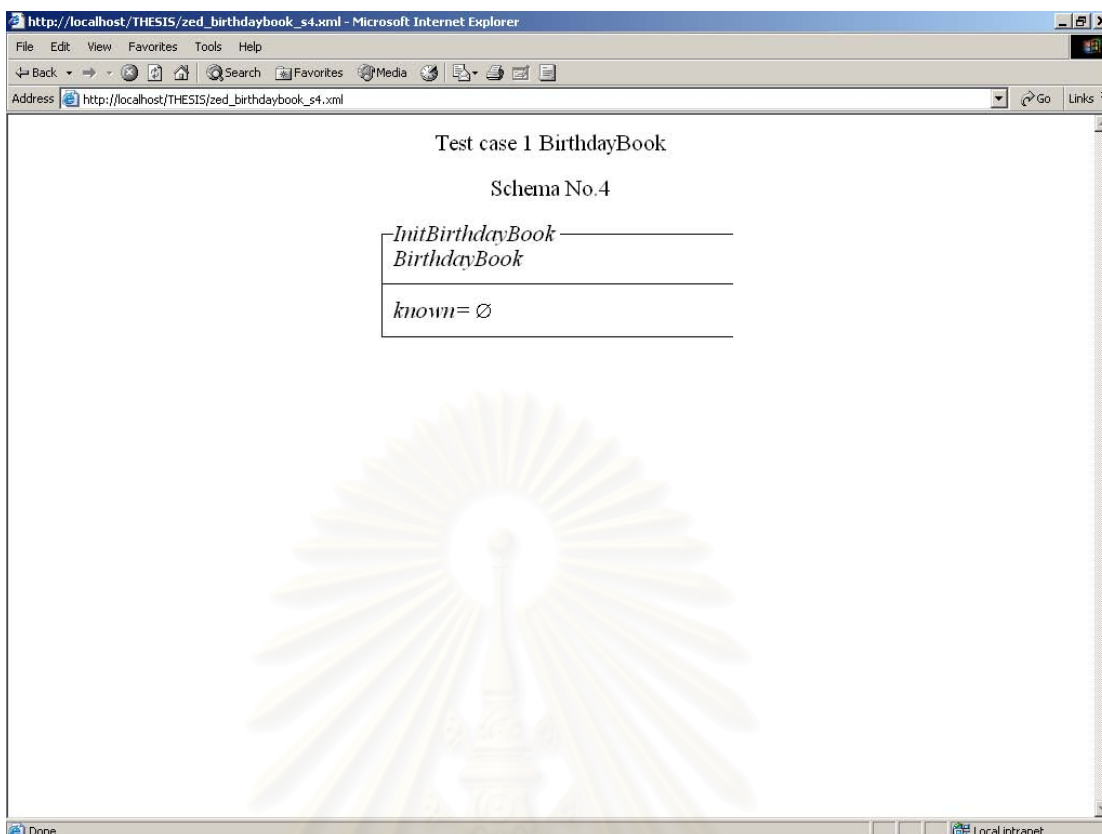 http://localhost/THESIS/zed_birthdaybook_s4.xml - Microsoft Internet Explorer
File Edit View Favorites Tools Help
Back Search Favorites Media
Address http://localhost/THESIS/zed_birthdaybook_s4.xml Go Links
Test case 1 BirthdayBook
Schema No.4
InitBirthdayBook
BirthdayBook
known= ∅
Done Local intranet